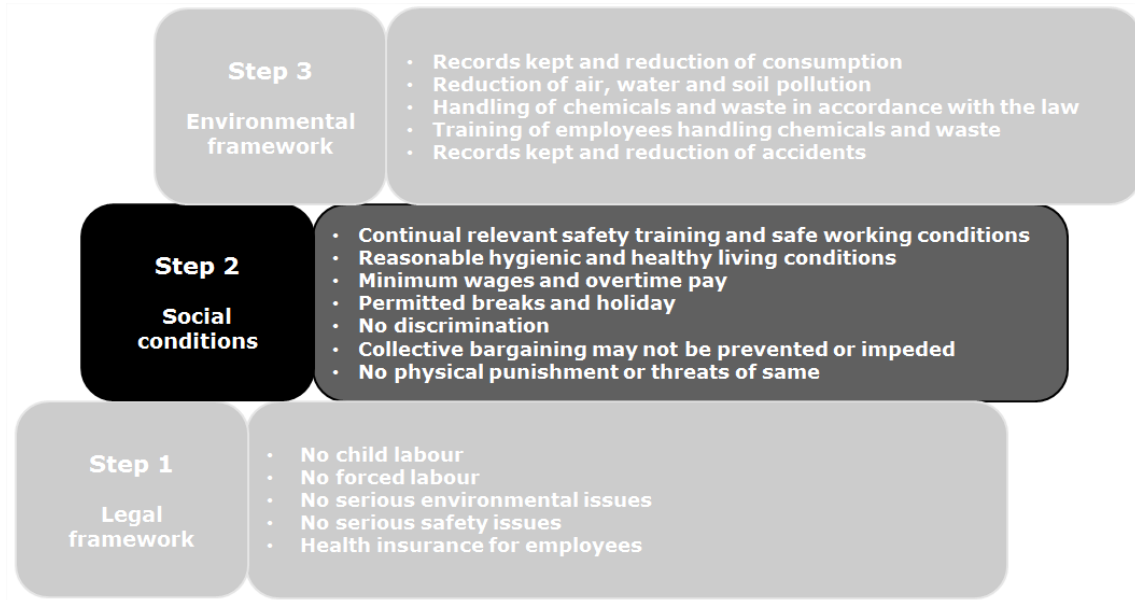 Step 3
Environmental
framework
• Records kept and reduction of consumption
• Reduction of air, water and soil pollution
• Handling of chemicals and waste in accordance with the law
• Training of employees handling chemicals and waste
• Records kept and reduction of accidents
Step 2
Social
conditions
• Continual relevant safety training and safe working conditions
• Reasonable hygienic and healthy living conditions
• Minimum wages and overtime pay
• Permitted breaks and holiday
• No discrimination
• Collective bargaining may not be prevented or impeded
• No physical punishment or threats of same
Step 1
Legal
framework
• No child labour
• No forced labour
• No serious environmental issues
• No serious safety issues
• Health insurance for employees